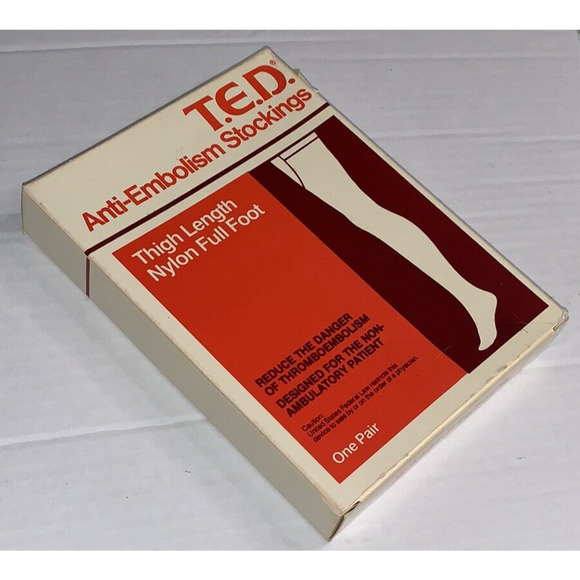 T.E.D.®
Anti-Embolism Stockings
Thigh Length
Nylon Full Foot
REDUCE THE DANGER
OF THROMBOEMBOLISM
DESIGNED FOR THE NON-
AMBULATORY PATIENT
Caution:
United States Federal Law restricts this
device to sale by or on the order of a physician.
One Pair